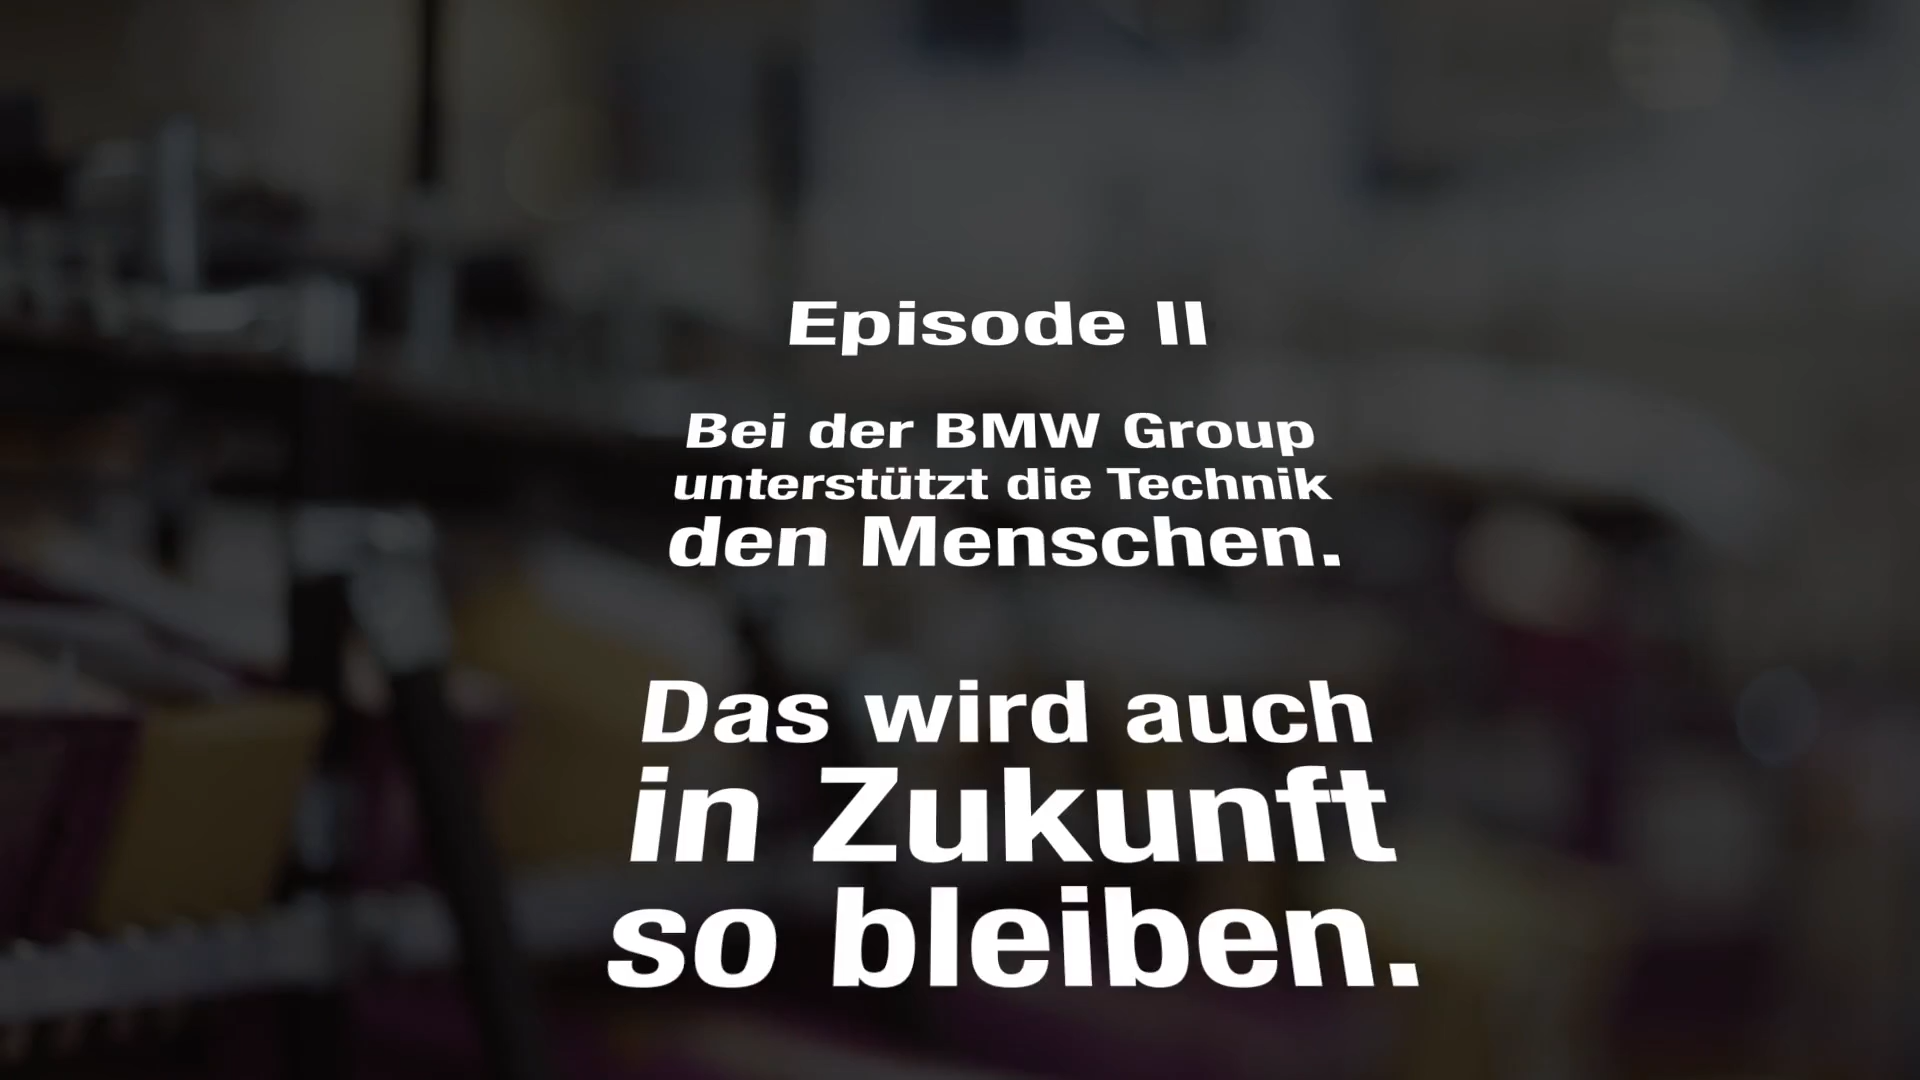 Episode II
Bei der BMW Group
unterstützt die Technik
den Menschen.
Das wird auch
in Zukunft
so bleiben.